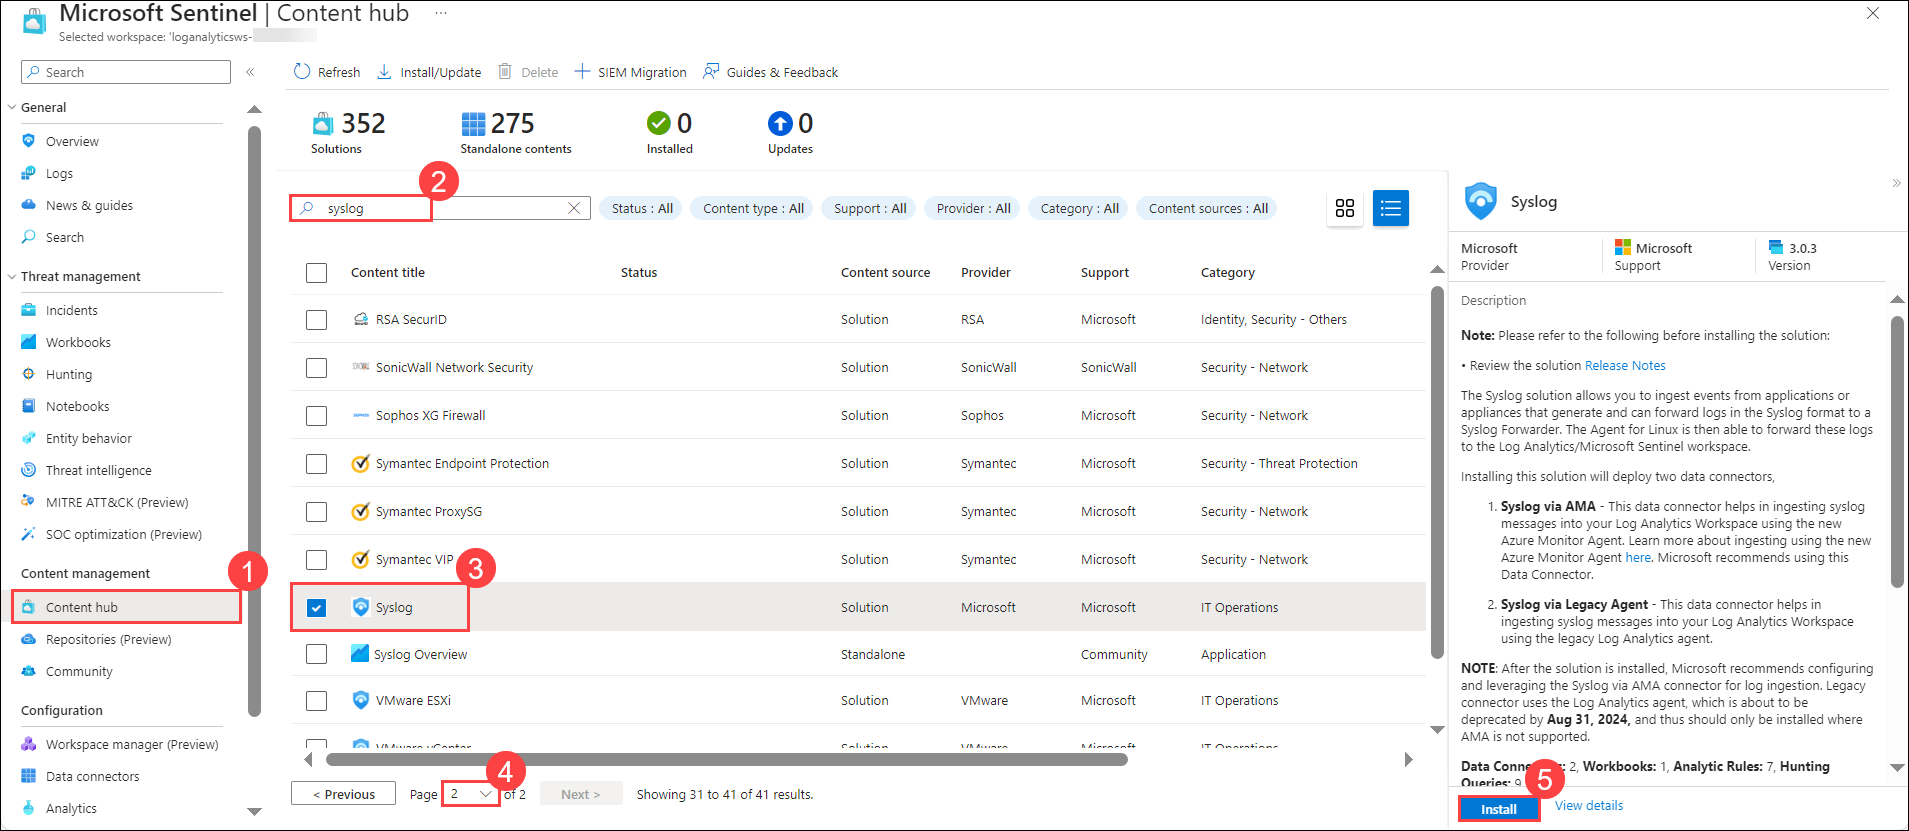 Microsoft Sentinel | Content hub ...
Selected workspace: 'loganalyticsws-
Search
«
General
Overview
Logs
News & guides
Search
Threat management
Incidents
Workbooks
Hunting
Notebooks
Entity behavior
Threat intelligence
MITRE ATT&CK (Preview)
SOC optimization (Preview)
Content management
1
Content hub
Repositories (Preview)
Community
Configuration
Workspace manager (Preview)
Data connectors
Analytics
Refresh Install/Update Delete SIEM Migration Guides & Feedback
352 275 0 0
Solutions Standalone contents Installed Updates
2
syslog
Status : All Content type : All Support : All Provider : All Category : All Content sources : All
Content title Status Content source Provider Support Category
RSA SecurID Solution RSA Microsoft Identity, Security - Others
SonicWall Network Security Solution SonicWall SonicWall Security - Network
Sophos XG Firewall Solution Sophos Microsoft Security - Network
Symantec Endpoint Protection Solution Symantec Microsoft Security - Threat Protection
Symantec ProxySG Solution Symantec Microsoft Security - Network
Symantec VIP Solution Symantec Microsoft Security - Network
3
Syslog Solution Microsoft Microsoft IT Operations
Syslog Overview Standalone Community Application
VMware ESXi Solution VMware Microsoft IT Operations
VMware vCenter Solution VMware Microsoft IT Operations
4
< Previous Page 2 of 2 Next > Showing 31 to 41 of 41 results.
»
Syslog
Microsoft Microsoft 3.0.3
Provider Support Version
Description
Note: Please refer to the following before installing the solution:
• Review the solution Release Notes
The Syslog solution allows you to ingest events from applications or
appliances that generate and can forward logs in the Syslog format to a
Syslog Forwarder. The Agent for Linux is then able to forward these logs
to the Log Analytics/Microsoft Sentinel workspace.
Installing this solution will deploy two data connectors,
1. Syslog via AMA - This data connector helps in ingesting syslog
messages into your Log Analytics Workspace using the new
Azure Monitor Agent. Learn more about ingesting using the new
Azure Monitor Agent here. Microsoft recommends using this
Data Connector.
2. Syslog via Legacy Agent - This data connector helps in
ingesting syslog messages into your Log Analytics Workspace
using the legacy Log Analytics agent.
NOTE: After the solution is installed, Microsoft recommends configuring
and leveraging the Syslog via AMA connector for log ingestion. Legacy
connector uses the Log Analytics agent, which is about to be
deprecated by Aug 31, 2024, and thus should only be installed where
AMA is not supported.
Data Conne s: 2, Workbooks: 1, Analytic Rules: 7, Hunting
Queries: 9
5
Install View details